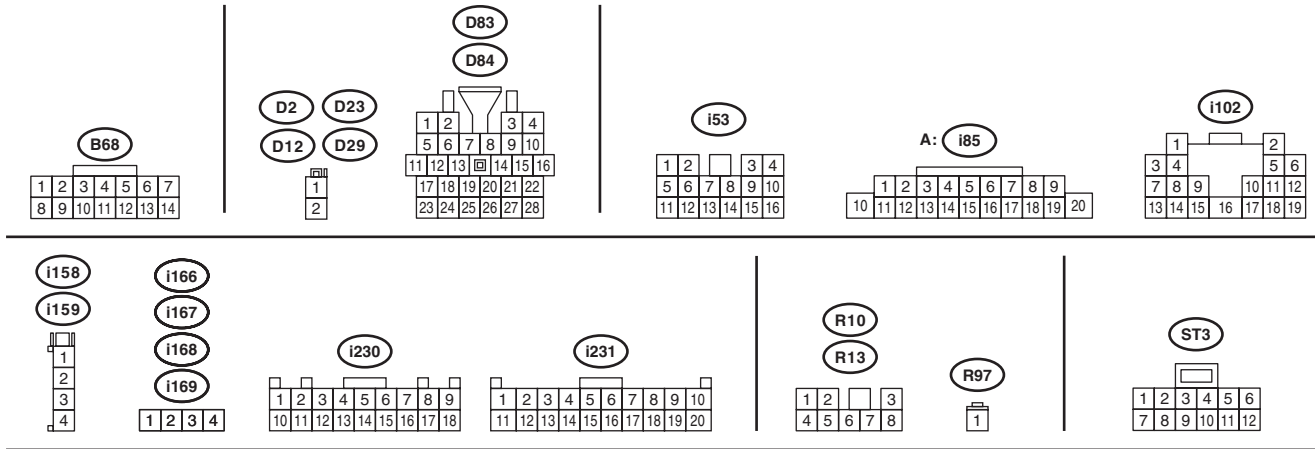 B68
1 2 3 4 5 6 7
8 9 10 11 12 13 14
D2 D23
D12 D29
1
2
D83
D84
1 2 3 4
5 6 7 8 9 10
11 12 13 14 15 16
17 18 19 20 21 22
23 24 25 26 27 28
i53
1 2 3 4
5 6 7 8 9 10
11 12 13 14 15 16
A: i85
1 2 3 4 5 6 7 8 9
10 11 12 13 14 15 16 17 18 19 20
i102
1 2
3 4 5 6
7 8 9 10 11 12
13 14 15 16 17 18 19
i158
i159
1
2
3
4
i166
i167
i168
i169
1 2 3 4
i230
1 2 3 4 5 6 7 8 9
10 11 12 13 14 15 16 17 18
i231
1 2 3 4 5 6 7 8 9 10
11 12 13 14 15 16 17 18 19 20
R10
R13
1 2 3
4 5 6 7 8
R97
1
ST3
1 2 3 4 5 6
7 8 9 10 11 12